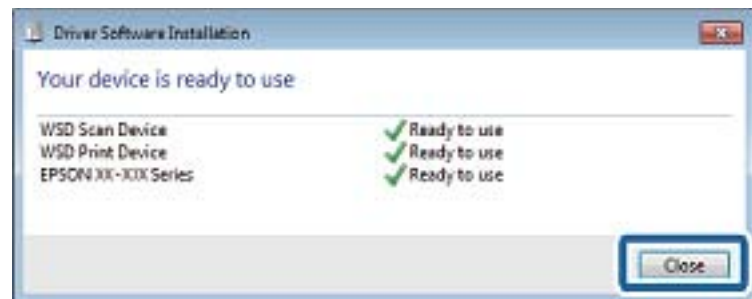 Driver Software Installation
Your device is ready to use
WSD Scan Device Ready to use
WSD Print Device Ready to use
EPSON XX-XXX Series Ready to use
Close